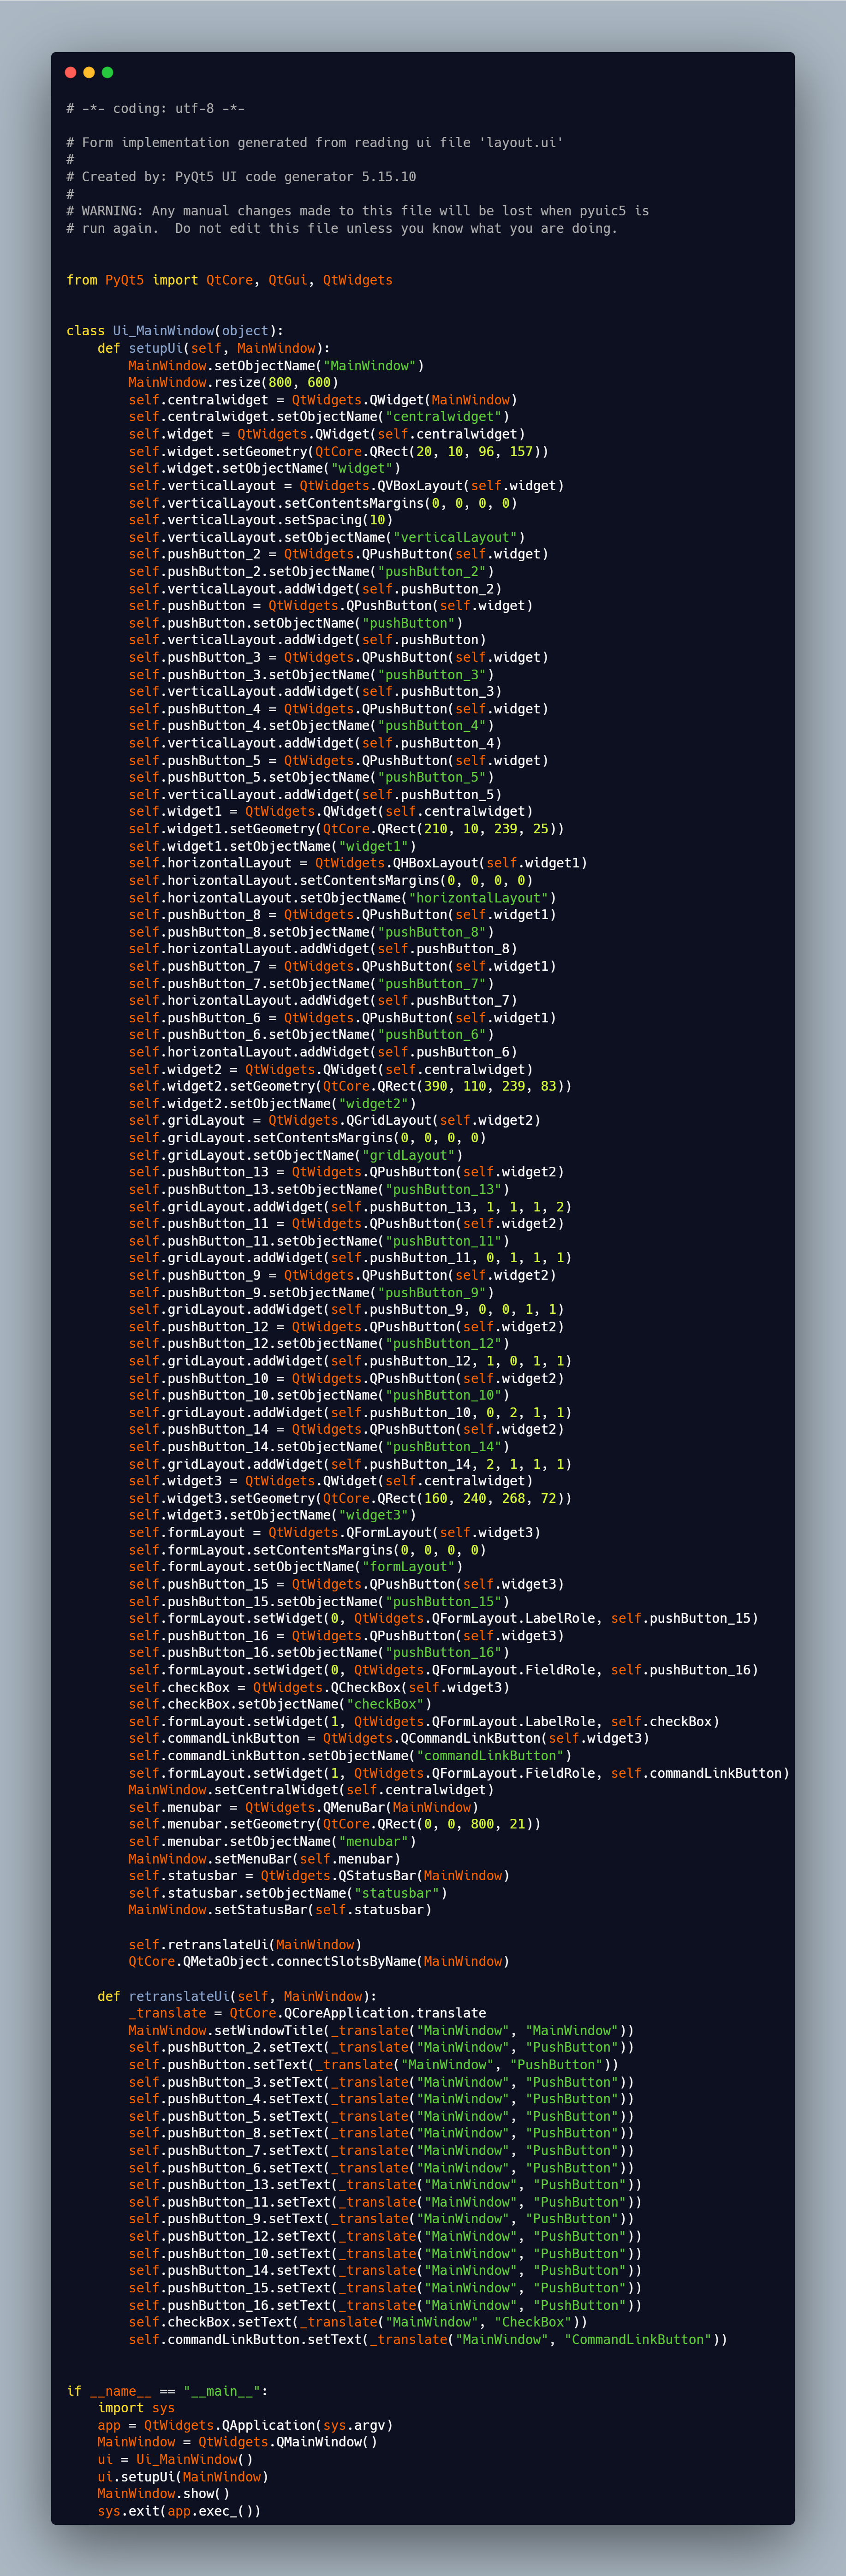 # -*- coding: utf-8 -*-

# Form implementation generated from reading ui file 'layout.ui'
#
# Created by: PyQt5 UI code generator 5.15.10
#
# WARNING: Any manual changes made to this file will be lost when pyuic5 is
# run again.  Do not edit this file unless you know what you are doing.


from PyQt5 import QtCore, QtGui, QtWidgets


class Ui_MainWindow(object):
    def setupUi(self, MainWindow):
        MainWindow.setObjectName("MainWindow")
        MainWindow.resize(800, 600)
        self.centralwidget = QtWidgets.QWidget(MainWindow)
        self.centralwidget.setObjectName("centralwidget")
        self.widget = QtWidgets.QWidget(self.centralwidget)
        self.widget.setGeometry(QtCore.QRect(20, 10, 96, 157))
        self.widget.setObjectName("widget")
        self.verticalLayout = QtWidgets.QVBoxLayout(self.widget)
        self.verticalLayout.setContentsMargins(0, 0, 0, 0)
        self.verticalLayout.setSpacing(10)
        self.verticalLayout.setObjectName("verticalLayout")
        self.pushButton_2 = QtWidgets.QPushButton(self.widget)
        self.pushButton_2.setObjectName("pushButton_2")
        self.verticalLayout.addWidget(self.pushButton_2)
        self.pushButton = QtWidgets.QPushButton(self.widget)
        self.pushButton.setObjectName("pushButton")
        self.verticalLayout.addWidget(self.pushButton)
        self.pushButton_3 = QtWidgets.QPushButton(self.widget)
        self.pushButton_3.setObjectName("pushButton_3")
        self.verticalLayout.addWidget(self.pushButton_3)
        self.pushButton_4 = QtWidgets.QPushButton(self.widget)
        self.pushButton_4.setObjectName("pushButton_4")
        self.verticalLayout.addWidget(self.pushButton_4)
        self.pushButton_5 = QtWidgets.QPushButton(self.widget)
        self.pushButton_5.setObjectName("pushButton_5")
        self.verticalLayout.addWidget(self.pushButton_5)
        self.widget1 = QtWidgets.QWidget(self.centralwidget)
        self.widget1.setGeometry(QtCore.QRect(210, 10, 239, 25))
        self.widget1.setObjectName("widget1")
        self.horizontalLayout = QtWidgets.QHBoxLayout(self.widget1)
        self.horizontalLayout.setContentsMargins(0, 0, 0, 0)
        self.horizontalLayout.setObjectName("horizontalLayout")
        self.pushButton_8 = QtWidgets.QPushButton(self.widget1)
        self.pushButton_8.setObjectName("pushButton_8")
        self.horizontalLayout.addWidget(self.pushButton_8)
        self.pushButton_7 = QtWidgets.QPushButton(self.widget1)
        self.pushButton_7.setObjectName("pushButton_7")
        self.horizontalLayout.addWidget(self.pushButton_7)
        self.pushButton_6 = QtWidgets.QPushButton(self.widget1)
        self.pushButton_6.setObjectName("pushButton_6")
        self.horizontalLayout.addWidget(self.pushButton_6)
        self.widget2 = QtWidgets.QWidget(self.centralwidget)
        self.widget2.setGeometry(QtCore.QRect(390, 110, 239, 83))
        self.widget2.setObjectName("widget2")
        self.gridLayout = QtWidgets.QGridLayout(self.widget2)
        self.gridLayout.setContentsMargins(0, 0, 0, 0)
        self.gridLayout.setObjectName("gridLayout")
        self.pushButton_13 = QtWidgets.QPushButton(self.widget2)
        self.pushButton_13.setObjectName("pushButton_13")
        self.gridLayout.addWidget(self.pushButton_13, 1, 1, 1, 2)
        self.pushButton_11 = QtWidgets.QPushButton(self.widget2)
        self.pushButton_11.setObjectName("pushButton_11")
        self.gridLayout.addWidget(self.pushButton_11, 0, 1, 1, 1)
        self.pushButton_9 = QtWidgets.QPushButton(self.widget2)
        self.pushButton_9.setObjectName("pushButton_9")
        self.gridLayout.addWidget(self.pushButton_9, 0, 0, 1, 1)
        self.pushButton_12 = QtWidgets.QPushButton(self.widget2)
        self.pushButton_12.setObjectName("pushButton_12")
        self.gridLayout.addWidget(self.pushButton_12, 1, 0, 1, 1)
        self.pushButton_10 = QtWidgets.QPushButton(self.widget2)
        self.pushButton_10.setObjectName("pushButton_10")
        self.gridLayout.addWidget(self.pushButton_10, 0, 2, 1, 1)
        self.pushButton_14 = QtWidgets.QPushButton(self.widget2)
        self.pushButton_14.setObjectName("pushButton_14")
        self.gridLayout.addWidget(self.pushButton_14, 2, 1, 1, 1)
        self.widget3 = QtWidgets.QWidget(self.centralwidget)
        self.widget3.setGeometry(QtCore.QRect(160, 240, 268, 72))
        self.widget3.setObjectName("widget3")
        self.formLayout = QtWidgets.QFormLayout(self.widget3)
        self.formLayout.setContentsMargins(0, 0, 0, 0)
        self.formLayout.setObjectName("formLayout")
        self.pushButton_15 = QtWidgets.QPushButton(self.widget3)
        self.pushButton_15.setObjectName("pushButton_15")
        self.formLayout.setWidget(0, QtWidgets.QFormLayout.LabelRole, self.pushButton_15)
        self.pushButton_16 = QtWidgets.QPushButton(self.widget3)
        self.pushButton_16.setObjectName("pushButton_16")
        self.formLayout.setWidget(0, QtWidgets.QFormLayout.FieldRole, self.pushButton_16)
        self.checkBox = QtWidgets.QCheckBox(self.widget3)
        self.checkBox.setObjectName("checkBox")
        self.formLayout.setWidget(1, QtWidgets.QFormLayout.LabelRole, self.checkBox)
        self.commandLinkButton = QtWidgets.QCommandLinkButton(self.widget3)
        self.commandLinkButton.setObjectName("commandLinkButton")
        self.formLayout.setWidget(1, QtWidgets.QFormLayout.FieldRole, self.commandLinkButton)
        MainWindow.setCentralWidget(self.centralwidget)
        self.menubar = QtWidgets.QMenuBar(MainWindow)
        self.menubar.setGeometry(QtCore.QRect(0, 0, 800, 21))
        self.menubar.setObjectName("menubar")
        MainWindow.setMenuBar(self.menubar)
        self.statusbar = QtWidgets.QStatusBar(MainWindow)
        self.statusbar.setObjectName("statusbar")
        MainWindow.setStatusBar(self.statusbar)

        self.retranslateUi(MainWindow)
        QtCore.QMetaObject.connectSlotsByName(MainWindow)

    def retranslateUi(self, MainWindow):
        _translate = QtCore.QCoreApplication.translate
        MainWindow.setWindowTitle(_translate("MainWindow", "MainWindow"))
        self.pushButton_2.setText(_translate("MainWindow", "PushButton"))
        self.pushButton.setText(_translate("MainWindow", "PushButton"))
        self.pushButton_3.setText(_translate("MainWindow", "PushButton"))
        self.pushButton_4.setText(_translate("MainWindow", "PushButton"))
        self.pushButton_5.setText(_translate("MainWindow", "PushButton"))
        self.pushButton_8.setText(_translate("MainWindow", "PushButton"))
        self.pushButton_7.setText(_translate("MainWindow", "PushButton"))
        self.pushButton_6.setText(_translate("MainWindow", "PushButton"))
        self.pushButton_13.setText(_translate("MainWindow", "PushButton"))
        self.pushButton_11.setText(_translate("MainWindow", "PushButton"))
        self.pushButton_9.setText(_translate("MainWindow", "PushButton"))
        self.pushButton_12.setText(_translate("MainWindow", "PushButton"))
        self.pushButton_10.setText(_translate("MainWindow", "PushButton"))
        self.pushButton_14.setText(_translate("MainWindow", "PushButton"))
        self.pushButton_15.setText(_translate("MainWindow", "PushButton"))
        self.pushButton_16.setText(_translate("MainWindow", "PushButton"))
        self.checkBox.setText(_translate("MainWindow", "CheckBox"))
        self.commandLinkButton.setText(_translate("MainWindow", "CommandLinkButton"))


if __name__ == "__main__":
    import sys
    app = QtWidgets.QApplication(sys.argv)
    MainWindow = QtWidgets.QMainWindow()
    ui = Ui_MainWindow()
    ui.setupUi(MainWindow)
    MainWindow.show()
    sys.exit(app.exec_())